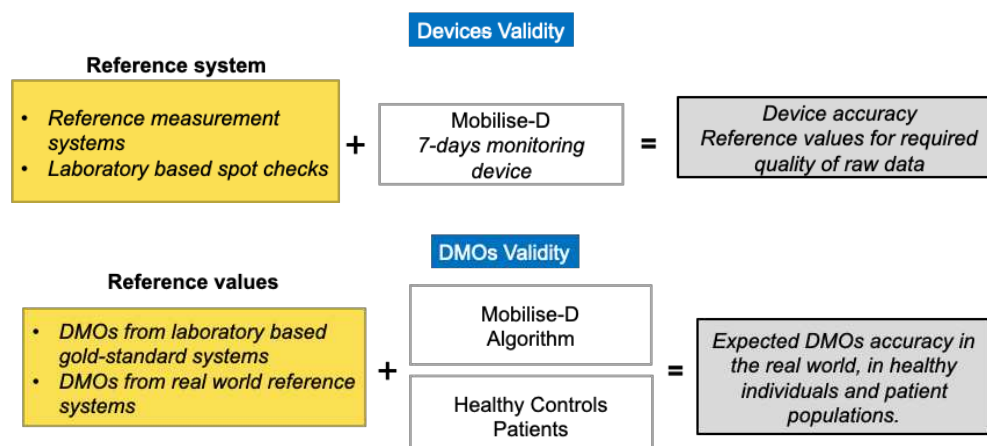 Devices Validity
Reference system
• Reference measurement
systems
• Laboratory based spot checks
+
Mobilise-D
7-days monitoring
device
=
Device accuracy
Reference values for required
quality of raw data
DMOs Validity
Reference values
• DMOs from laboratory based
gold-standard systems
• DMOs from real world reference
systems
+
Mobilise-D
Algorithm
Healthy Controls
Patients
=
Expected DMOs accuracy in
the real world, in healthy
individuals and patient
populations.